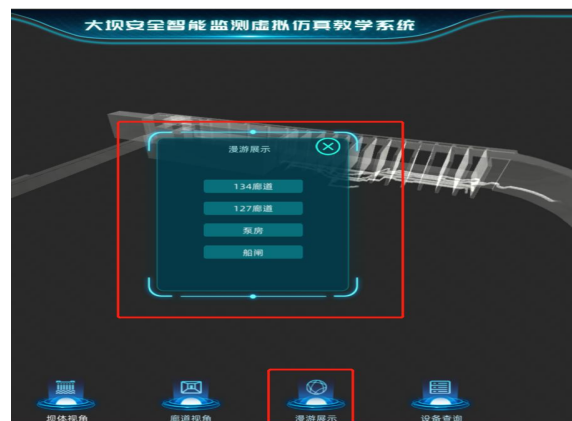 大坝安全智能监测虚拟仿真教学系统
漫游展示
134廊道
127廊道
泵房
船闸
坝体视角
廊道视角
漫游展示
设备查询